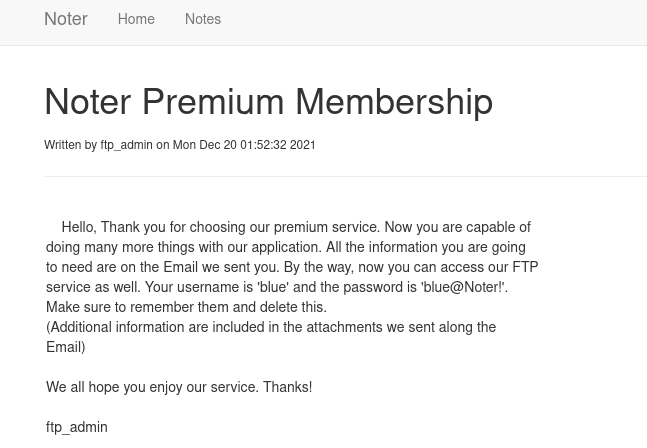 Noter Home Notes
Noter Premium Membership
Written by ftp_admin on Mon Dec 20 01:52:32 2021
Hello, Thank you for choosing our premium service. Now you are capable of
doing many more things with our application. All the information you are going
to need are on the Email we sent you. By the way, now you can access our FTP
service as well. Your username is 'blue' and the password is 'blue@Noter!'.
Make sure to remember them and delete this.
(Additional information are included in the attachments we sent along the
Email)
We all hope you enjoy our service. Thanks!
ftp_admin